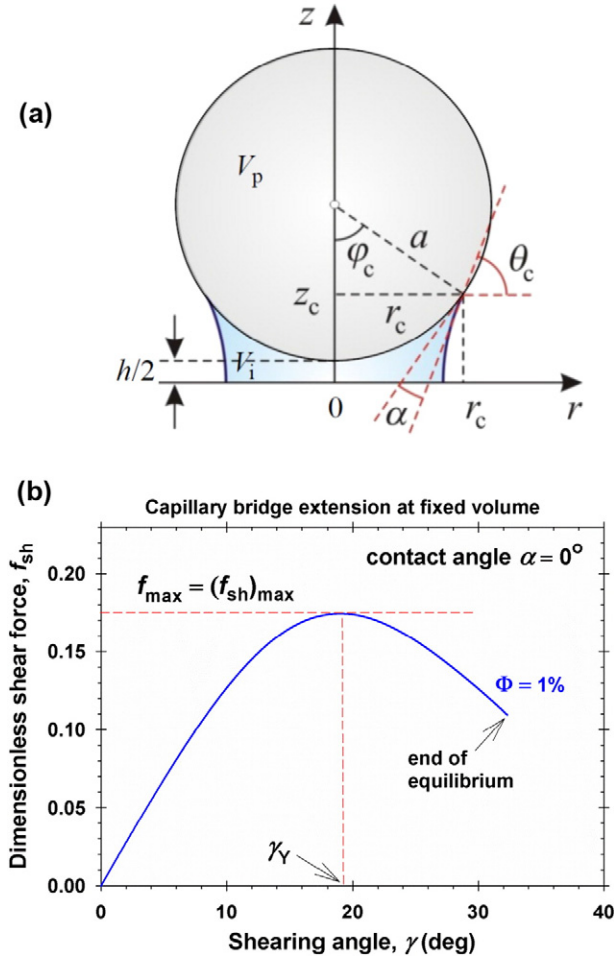 (a)
z
V_p
φ_c
a
θ_c
z_c
r_c
h/2
V_i
0
α
r_c
r
(b)
Capillary bridge extension at fixed volume
contact angle α = 0°
f_max = (f_sh)_max
Φ = 1%
end of
equilibrium
γ_Y
Dimensionless shear force, f_sh
0.20
0.15
0.10
0.05
0.00
0
10
20
30
40
Shearing angle, γ (deg)